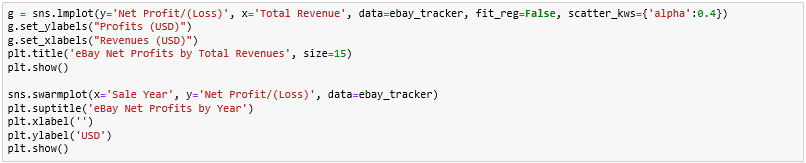 g = sns.lmplot(y='Net Profit/(Loss)', x='Total Revenue', data=ebay_tracker, fit_reg=False, scatter_kws={'alpha':0.4})
g.set_ylabels("Profits (USD)")
g.set_xlabels("Revenues (USD)")
plt.title('eBay Net Profits by Total Revenues', size=15)
plt.show()

sns.swarmplot(x='Sale Year', y='Net Profit/(Loss)', data=ebay_tracker)
plt.suptitle('eBay Net Profits by Year')
plt.xlabel('')
plt.ylabel('USD')
plt.show()